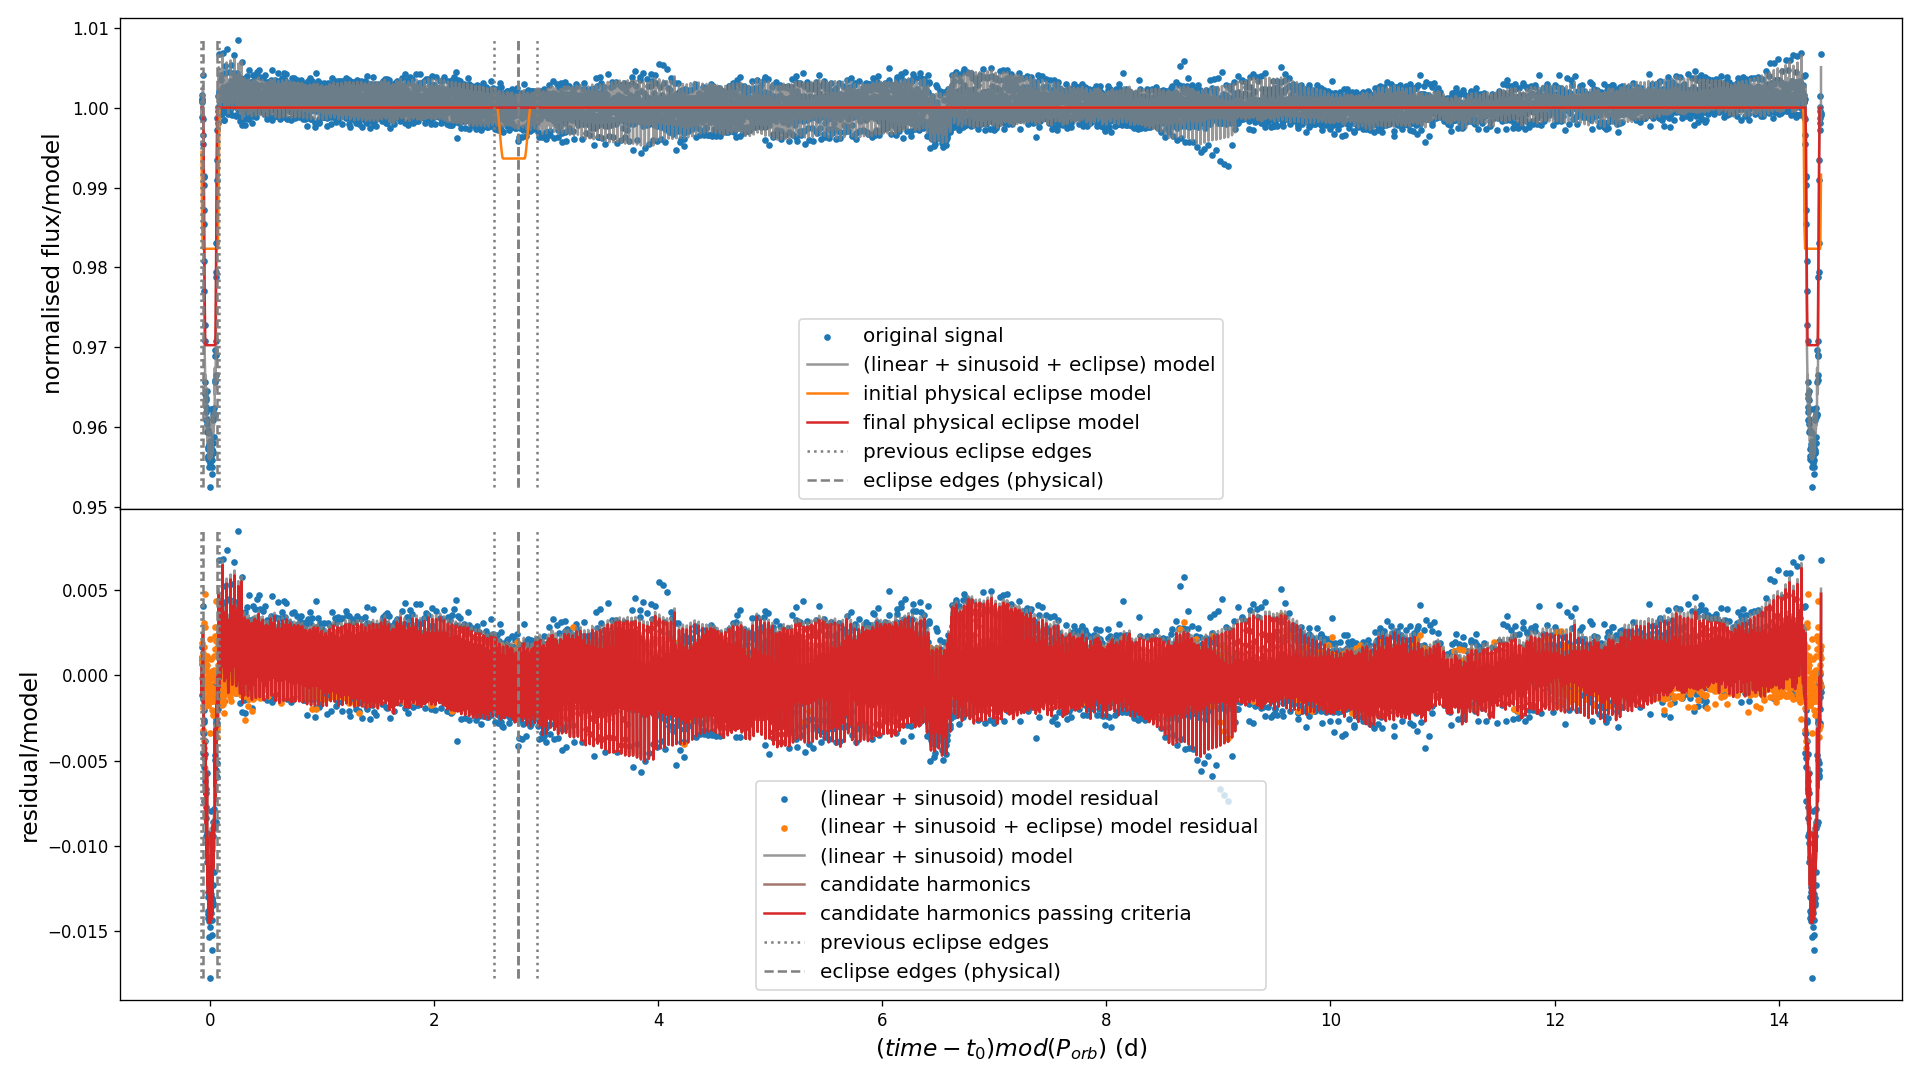 1.01
1.00
0.99
0.98
0.97
0.96
0.95
normalised flux/model
original signal
(linear + sinusoid + eclipse) model
initial physical eclipse model
final physical eclipse model
previous eclipse edges
eclipse edges (physical)
0.005
0.000
−0.005
−0.010
−0.015
residual/model
(linear + sinusoid) model residual
(linear + sinusoid + eclipse) model residual
(linear + sinusoid) model
candidate harmonics
candidate harmonics passing criteria
previous eclipse edges
eclipse edges (physical)
0 2 4 6 8 10 12 14
(time − t₀)mod(P_orb) (d)